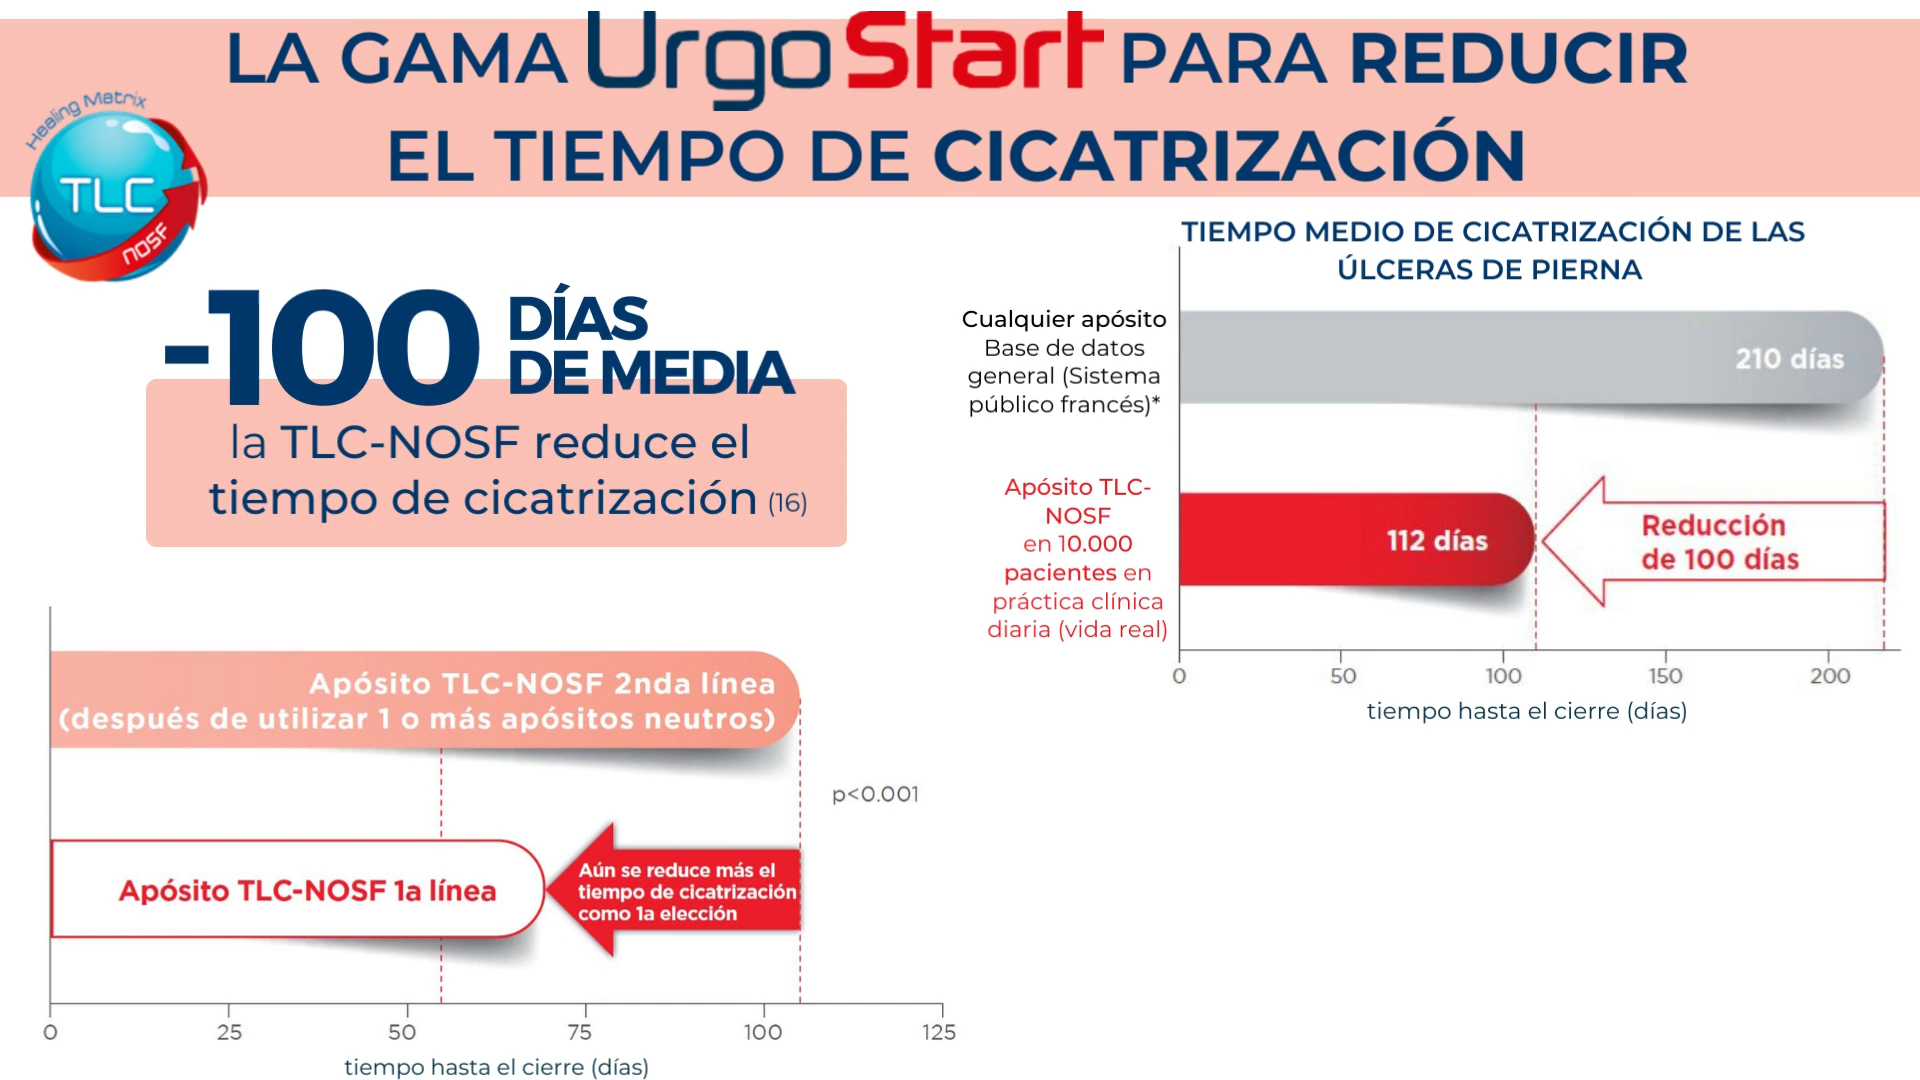 LA GAMA UrgoStart PARA REDUCIR
EL TIEMPO DE CICATRIZACIÓN
Healing Matrix
TLC
NOSF
-100 DÍAS
DE MEDIA
la TLC-NOSF reduce el
tiempo de cicatrización (16)
TIEMPO MEDIO DE CICATRIZACIÓN DE LAS
ÚLCERAS DE PIERNA
Cualquier apósito
Base de datos
general (Sistema
público francés)*
210 días
Apósito TLC-
NOSF
en 10.000
pacientes en
práctica clínica
diaria (vida real)
112 días
Reducción
de 100 días
0 50 100 150 200
tiempo hasta el cierre (días)
Apósito TLC-NOSF 2nda línea
(después de utilizar 1 o más apósitos neutros)
p<0.001
Apósito TLC-NOSF 1a línea
Aún se reduce más el
tiempo de cicatrización
como 1a elección
0 25 50 75 100 125
tiempo hasta el cierre (días)